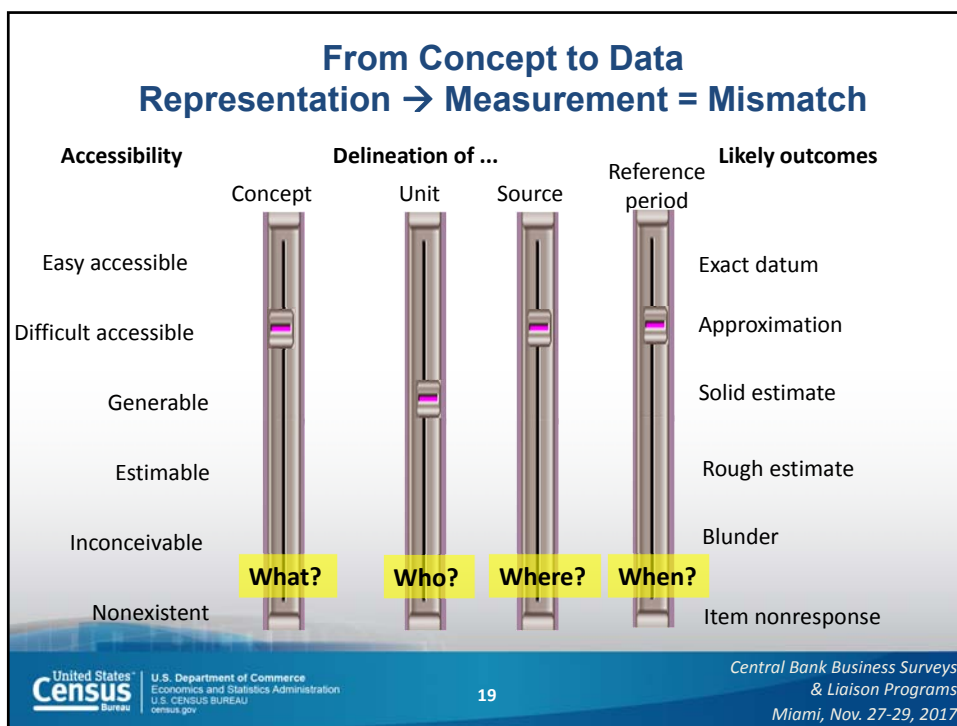 From Concept to Data
Representation → Measurement = Mismatch
Accessibility
Delineation of ...
Likely outcomes
Concept
Unit
Source
Reference
period
Easy accessible
Exact datum
Difficult accessible
Approximation
Generable
Solid estimate
Estimable
Rough estimate
Inconceivable
Blunder
What?
Who?
Where?
When?
Nonexistent
Item nonresponse
United States™
Census
Bureau
U.S. Department of Commerce
Economics and Statistics Administration
U.S. CENSUS BUREAU
census.gov
19
Central Bank Business Surveys
& Liaison Programs
Miami, Nov. 27-29, 2017